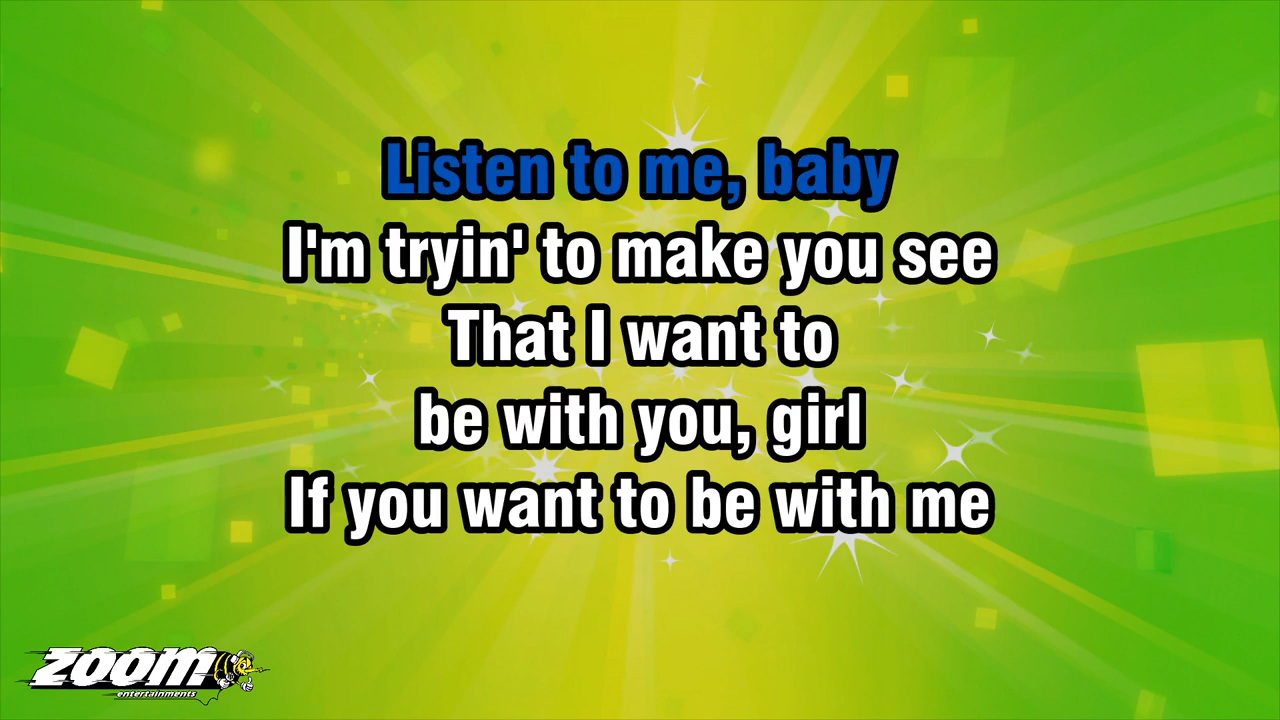 Listen to me, baby
I'm tryin' to make you see
That I want to
be with you, girl
If you want to be with me
zoom
entertainments